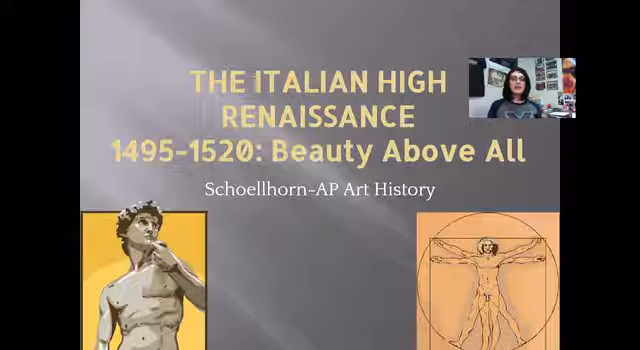 THE ITALIAN HIGH
RENAISSANCE
1495-1520: Beauty Above All
Schoellhorn-AP Art History